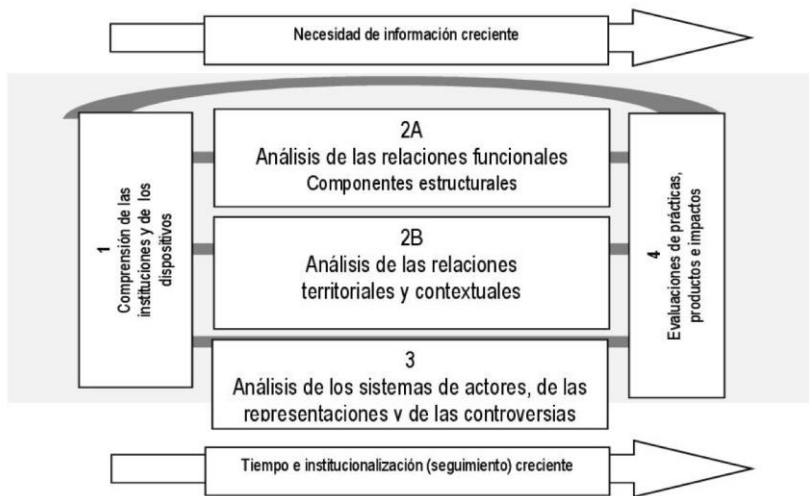 Necesidad de información creciente
1
Comprensión de las
instituciones y de los
dispositivos
2A
Análisis de las relaciones funcionales
Componentes estructurales
2B
Análisis de las relaciones
territoriales y contextuales
3
Análisis de los sistemas de actores, de las
representaciones y de las controversias
4
Evaluaciones de prácticas,
productos e impactos
Tiempo e institucionalización (seguimiento) creciente